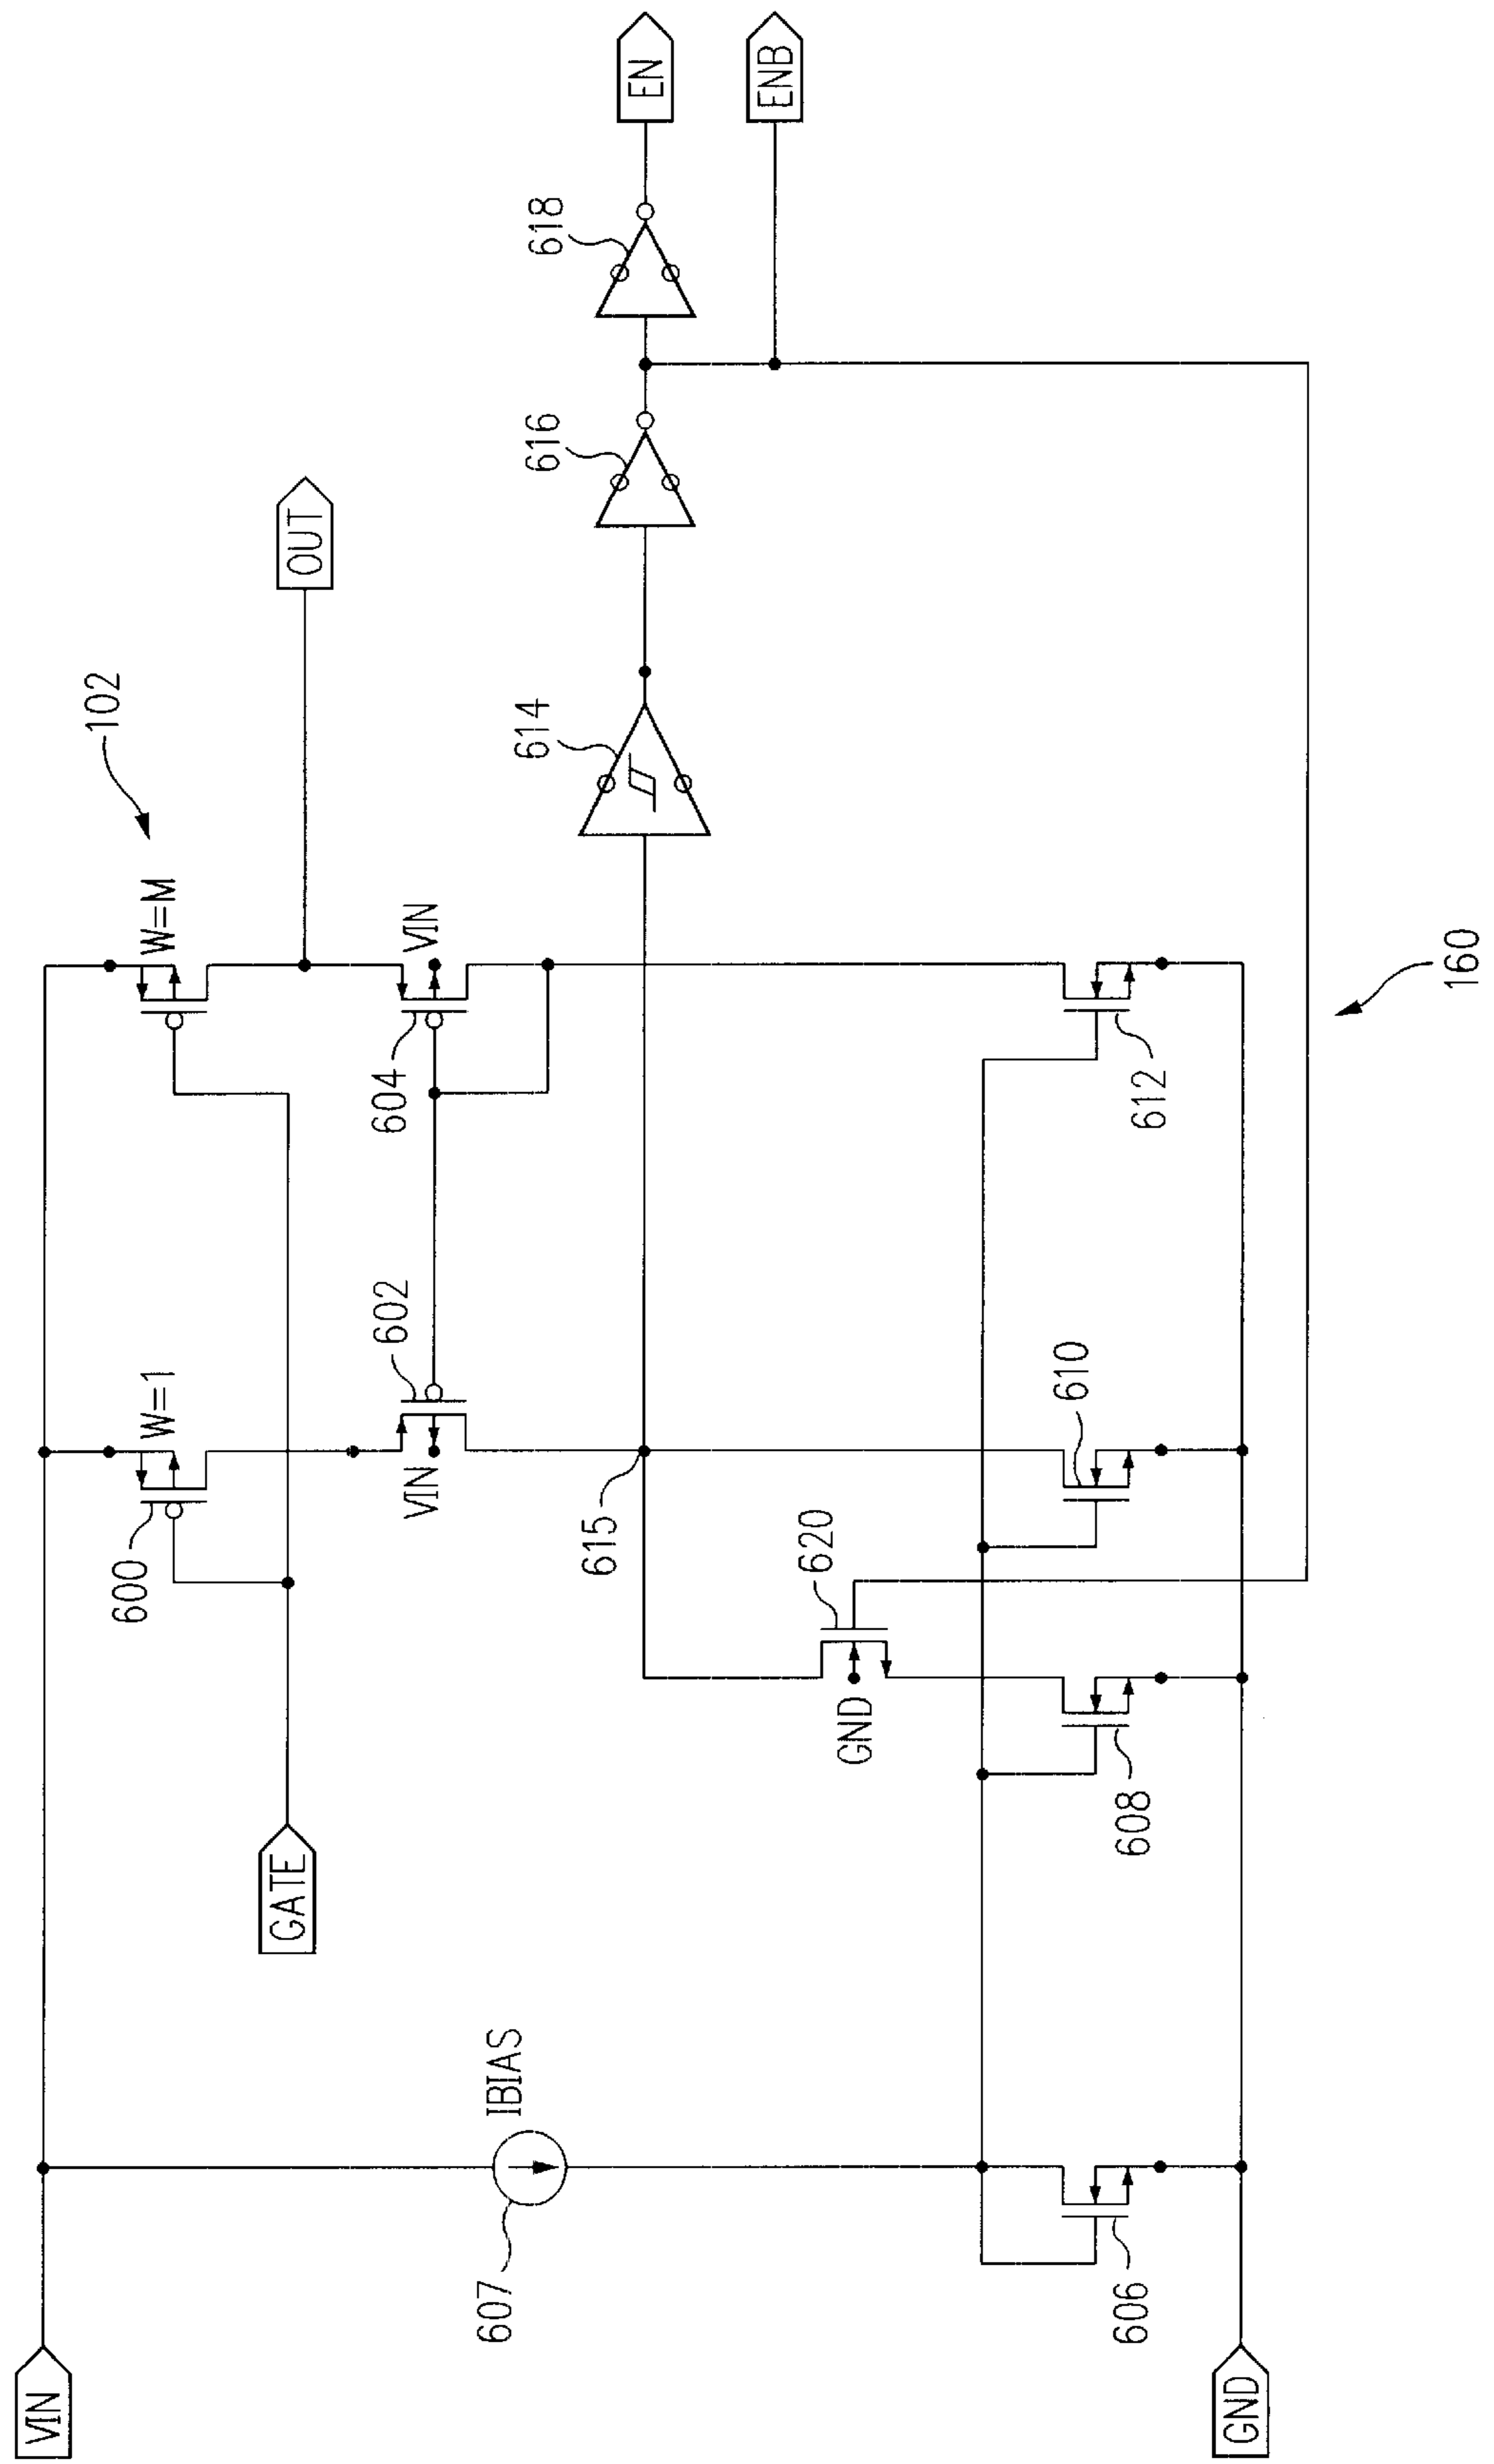 VIN
GATE
GND
607
IBIAS
606
600
W=1
602
VIN
615
620
GND
608
610
102
W=M
604
VIN
612
614
OUT
616
618
EN
ENB
160